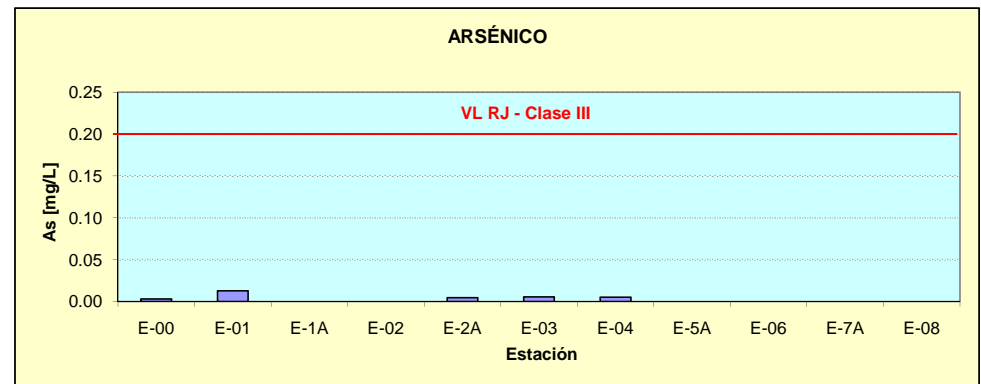 ARSÉNICO
VL RJ - Clase III
0.25
0.20
0.15
0.10
0.05
0.00
As [mg/L]
E-00 E-01 E-1A E-02 E-2A E-03 E-04 E-5A E-06 E-7A E-08
Estación